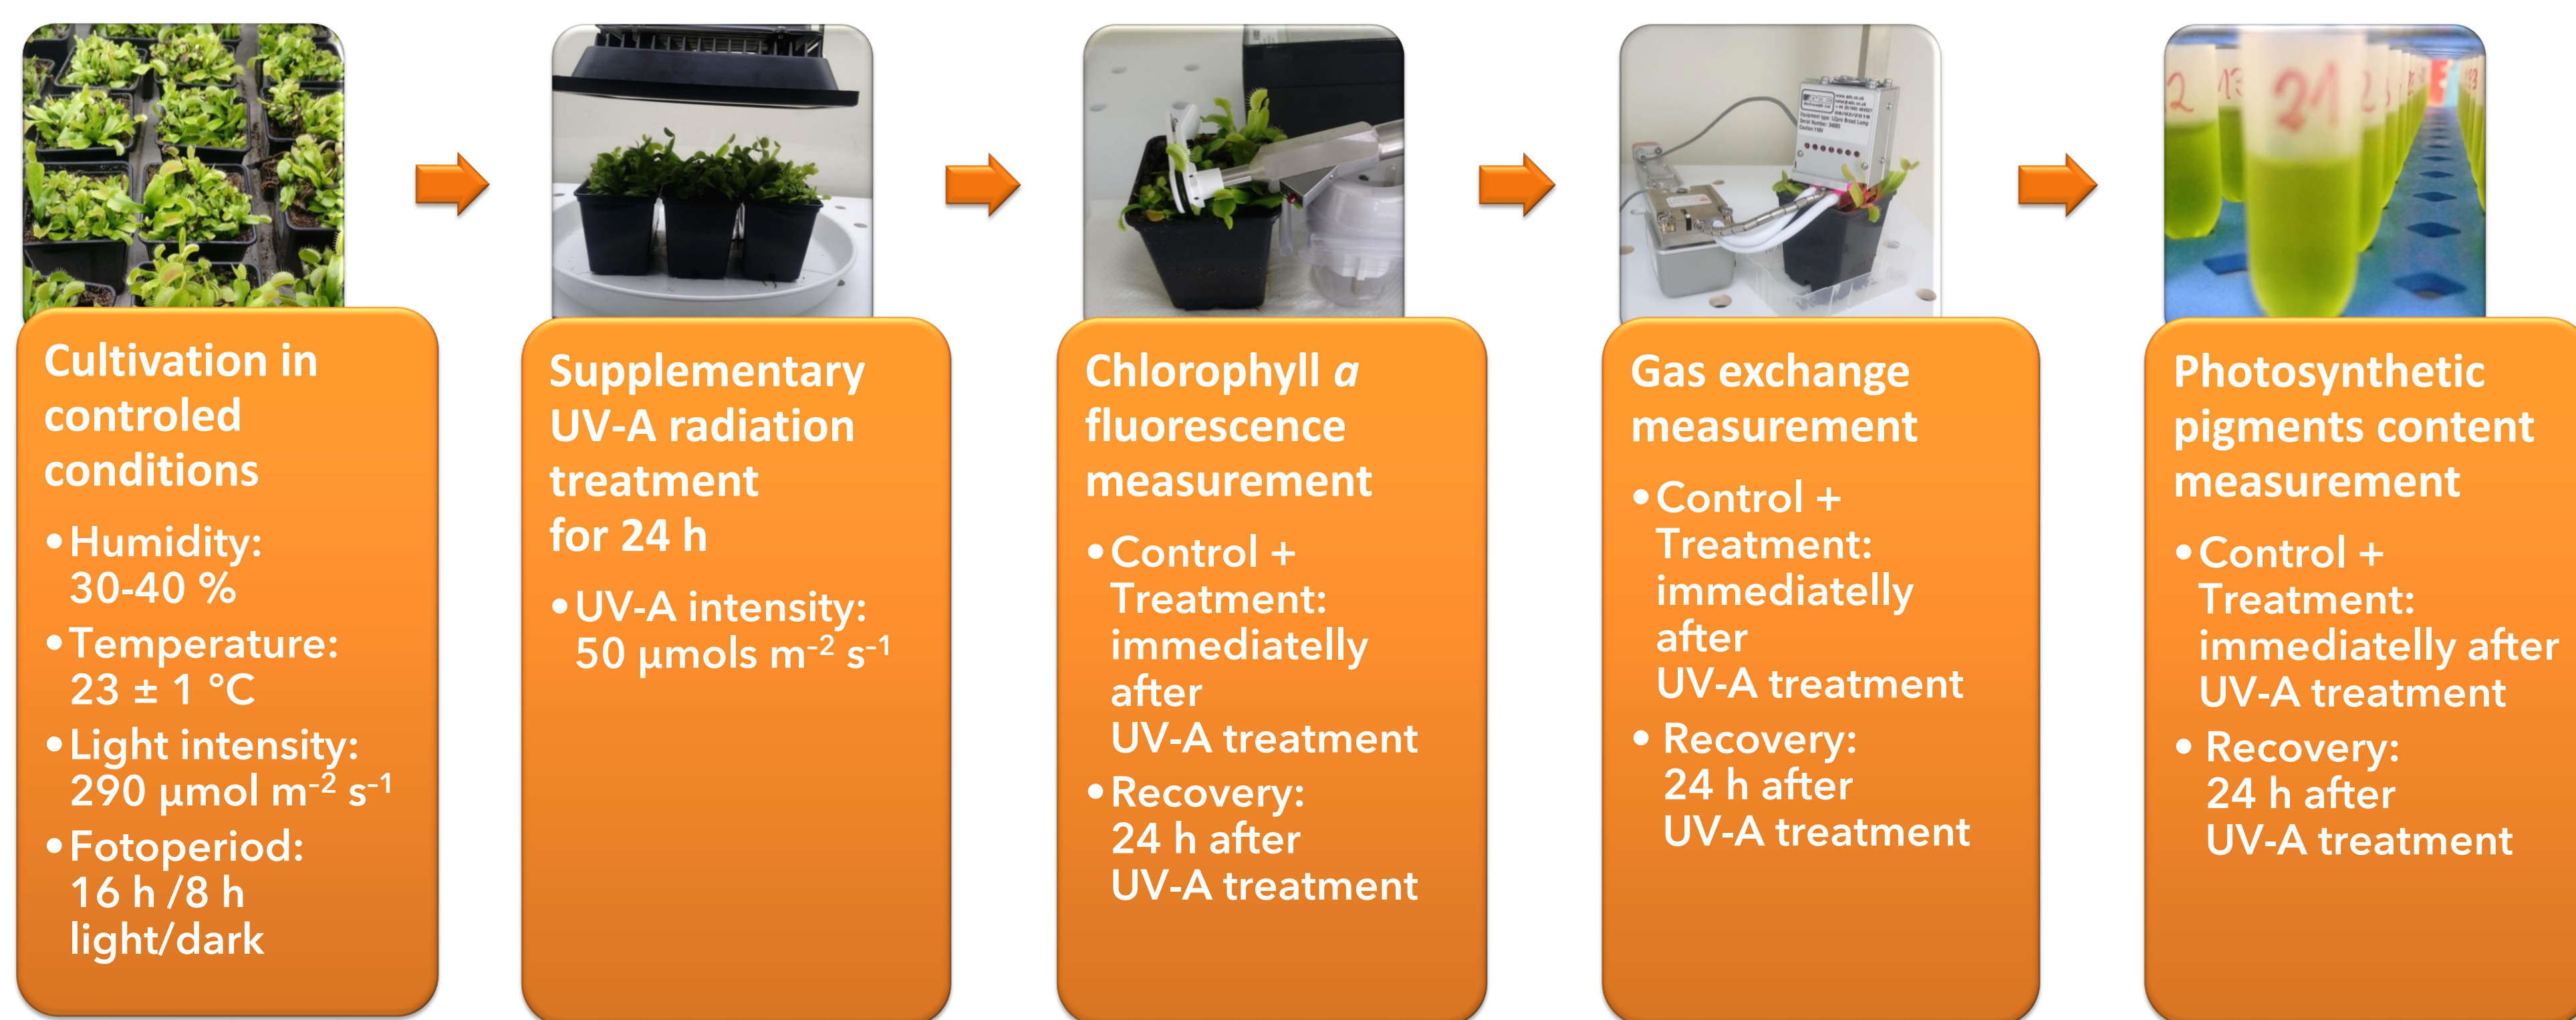 Cultivation in
controled
conditions
•Humidity:
30-40 %
•Temperature:
23 ± 1 °C
•Light intensity:
290 µmol m⁻² s⁻¹
•Fotoperiod:
16 h /8 h
light/dark
Supplementary
UV-A radiation
treatment
for 24 h
•UV-A intensity:
50 µmols m⁻² s⁻¹
Chlorophyll a
fluorescence
measurement
•Control +
Treatment:
immediatelly
after
UV-A treatment
•Recovery:
24 h after
UV-A treatment
Gas exchange
measurement
•Control +
Treatment:
immediatelly
after
UV-A treatment
• Recovery:
24 h after
UV-A treatment
21
Photosynthetic
pigments content
measurement
•Control +
Treatment:
immediatelly after
UV-A treatment
• Recovery:
24 h after
UV-A treatment